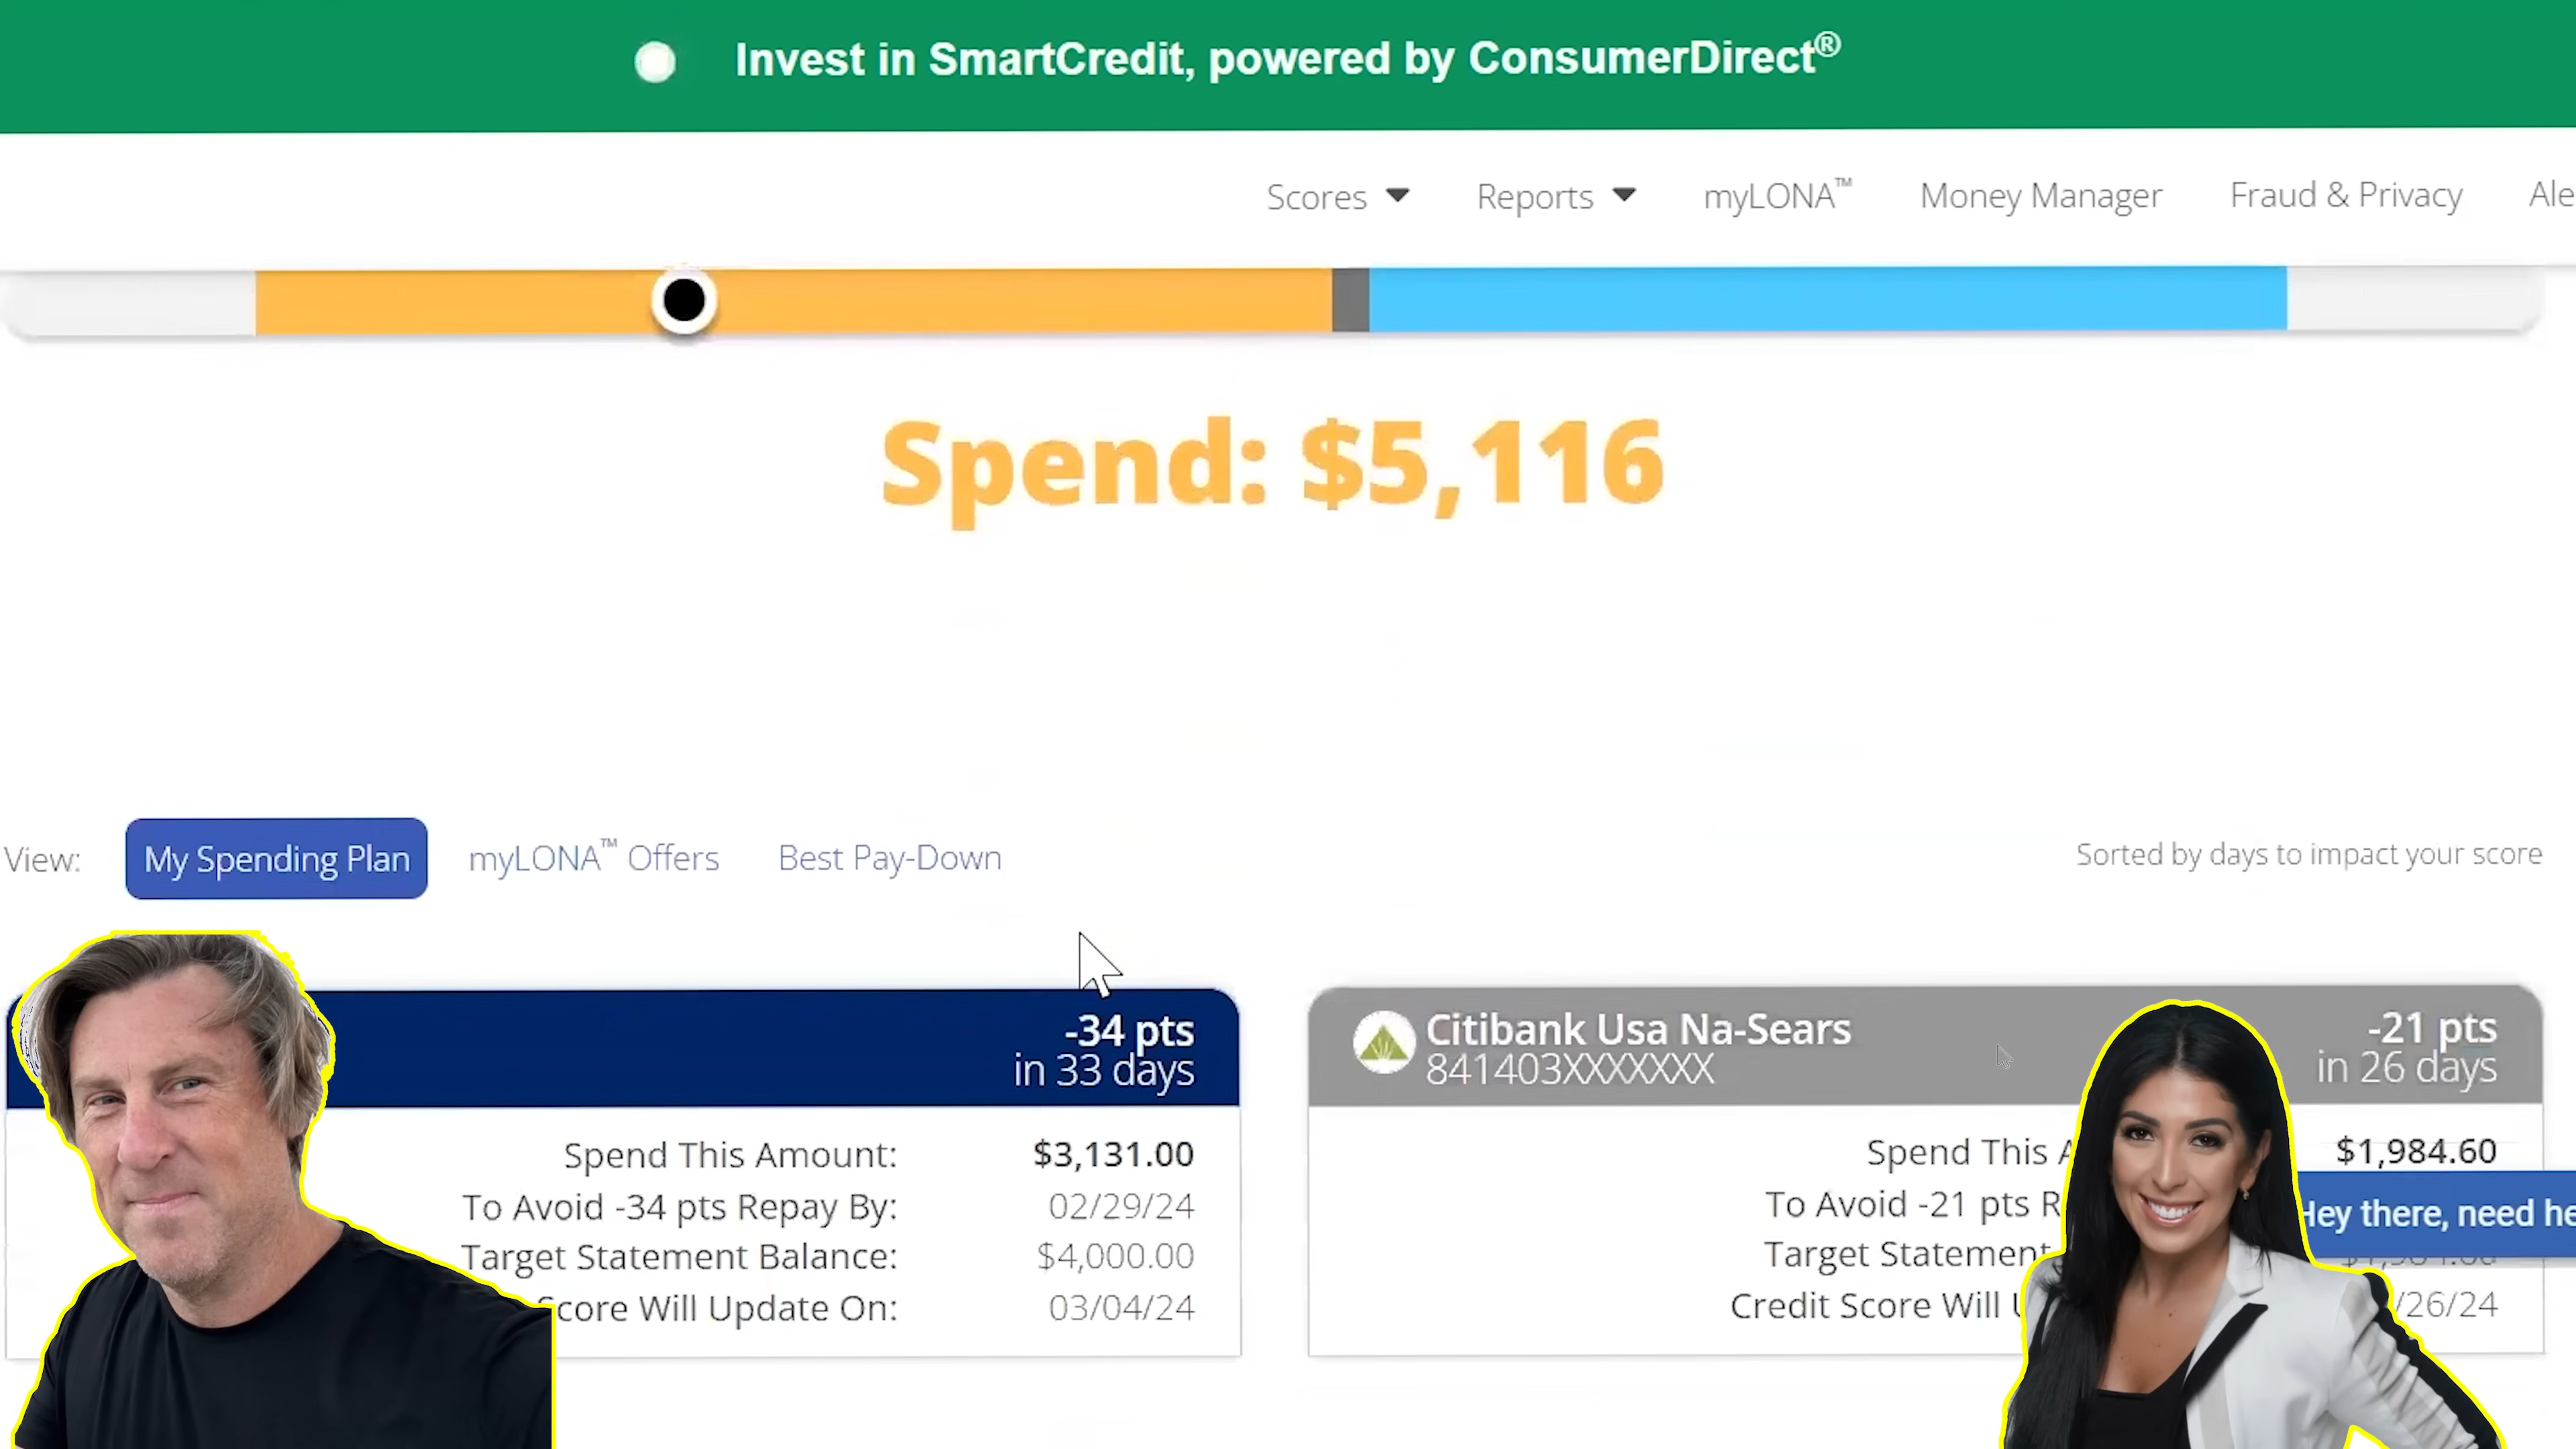 Invest in SmartCredit, powered by ConsumerDirect®
Scores Reports myLONA™ Money Manager Fraud & Privacy
Spend: $5,116
View: My Spending Plan myLONA™ Offers Best Pay-Down
Sorted by days to impact your score
-34 pts
in 33 days
Spend This Amount: $3,131.00
To Avoid -34 pts Repay By: 02/29/24
Target Statement Balance: $4,000.00
Score Will Update On: 03/04/24
Citibank Usa Na-Sears
841403XXXXXXX
-21 pts
in 26 days
Spend This $1,984.60
To Avoid -21 pts
Target Statement
Credit Score Will /26/24
Hey there, need